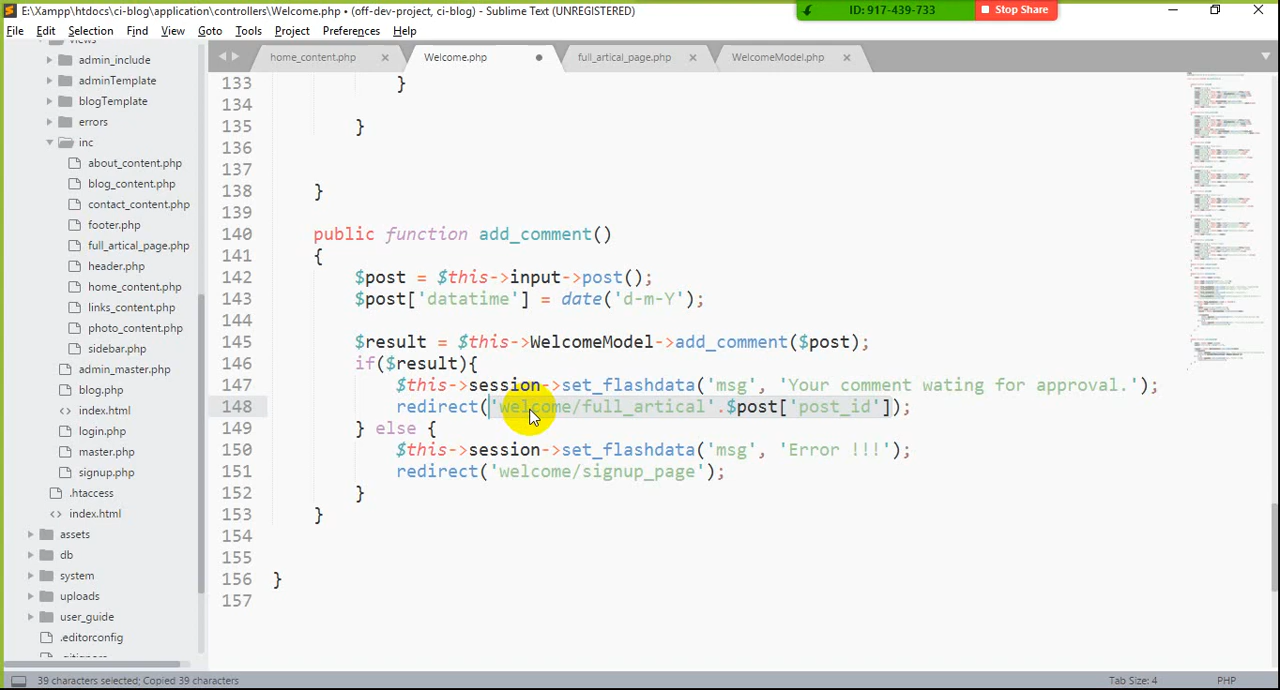 E:\Xampp\htdocs\ci-blog\application\controllers\Welcome.php • (off-dev-project, ci-blog) - Sublime Text (UNREGISTERED)
ID: 917-439-733
Stop Share
File Edit Selection Find View Goto Tools Project Preferences Help
home_content.php
Welcome.php
full_artical_page.php
WelcomeModel.php
views
admin_include
adminTemplate
blogTemplate
errors
inc
about_content.php
blog_content.php
contact_content.php
footer.php
full_artical_page.php
header.php
home_content.php
links_content.php
photo_content.php
sidebar.php
admin_master.php
blog.php
index.html
login.php
master.php
signup.php
.htaccess
index.html
assets
db
system
uploads
user_guide
.editorconfig
133 }
134
135 }
136
137
138 }
139
140 public function add_comment()
141 {
142 $post = $this->input->post();
143 $post['datatime'] = date('d-m-Y');
144
145 $result = $this->WelcomeModel->add_comment($post);
146 if($result){
147 $this->session->set_flashdata('msg', 'Your comment wating for approval.');
148 redirect('welcome/full_artical'.$post['post_id']);
149 } else {
150 $this->session->set_flashdata('msg', 'Error !!!');
151 redirect('welcome/signup_page');
152 }
153 }
154
155
156 }
157
39 characters selected; Copied 39 characters
Tab Size: 4
PHP